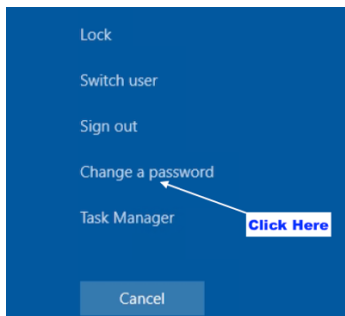 Lock
Switch user
Sign out
Change a password
Task Manager
Click Here
Cancel